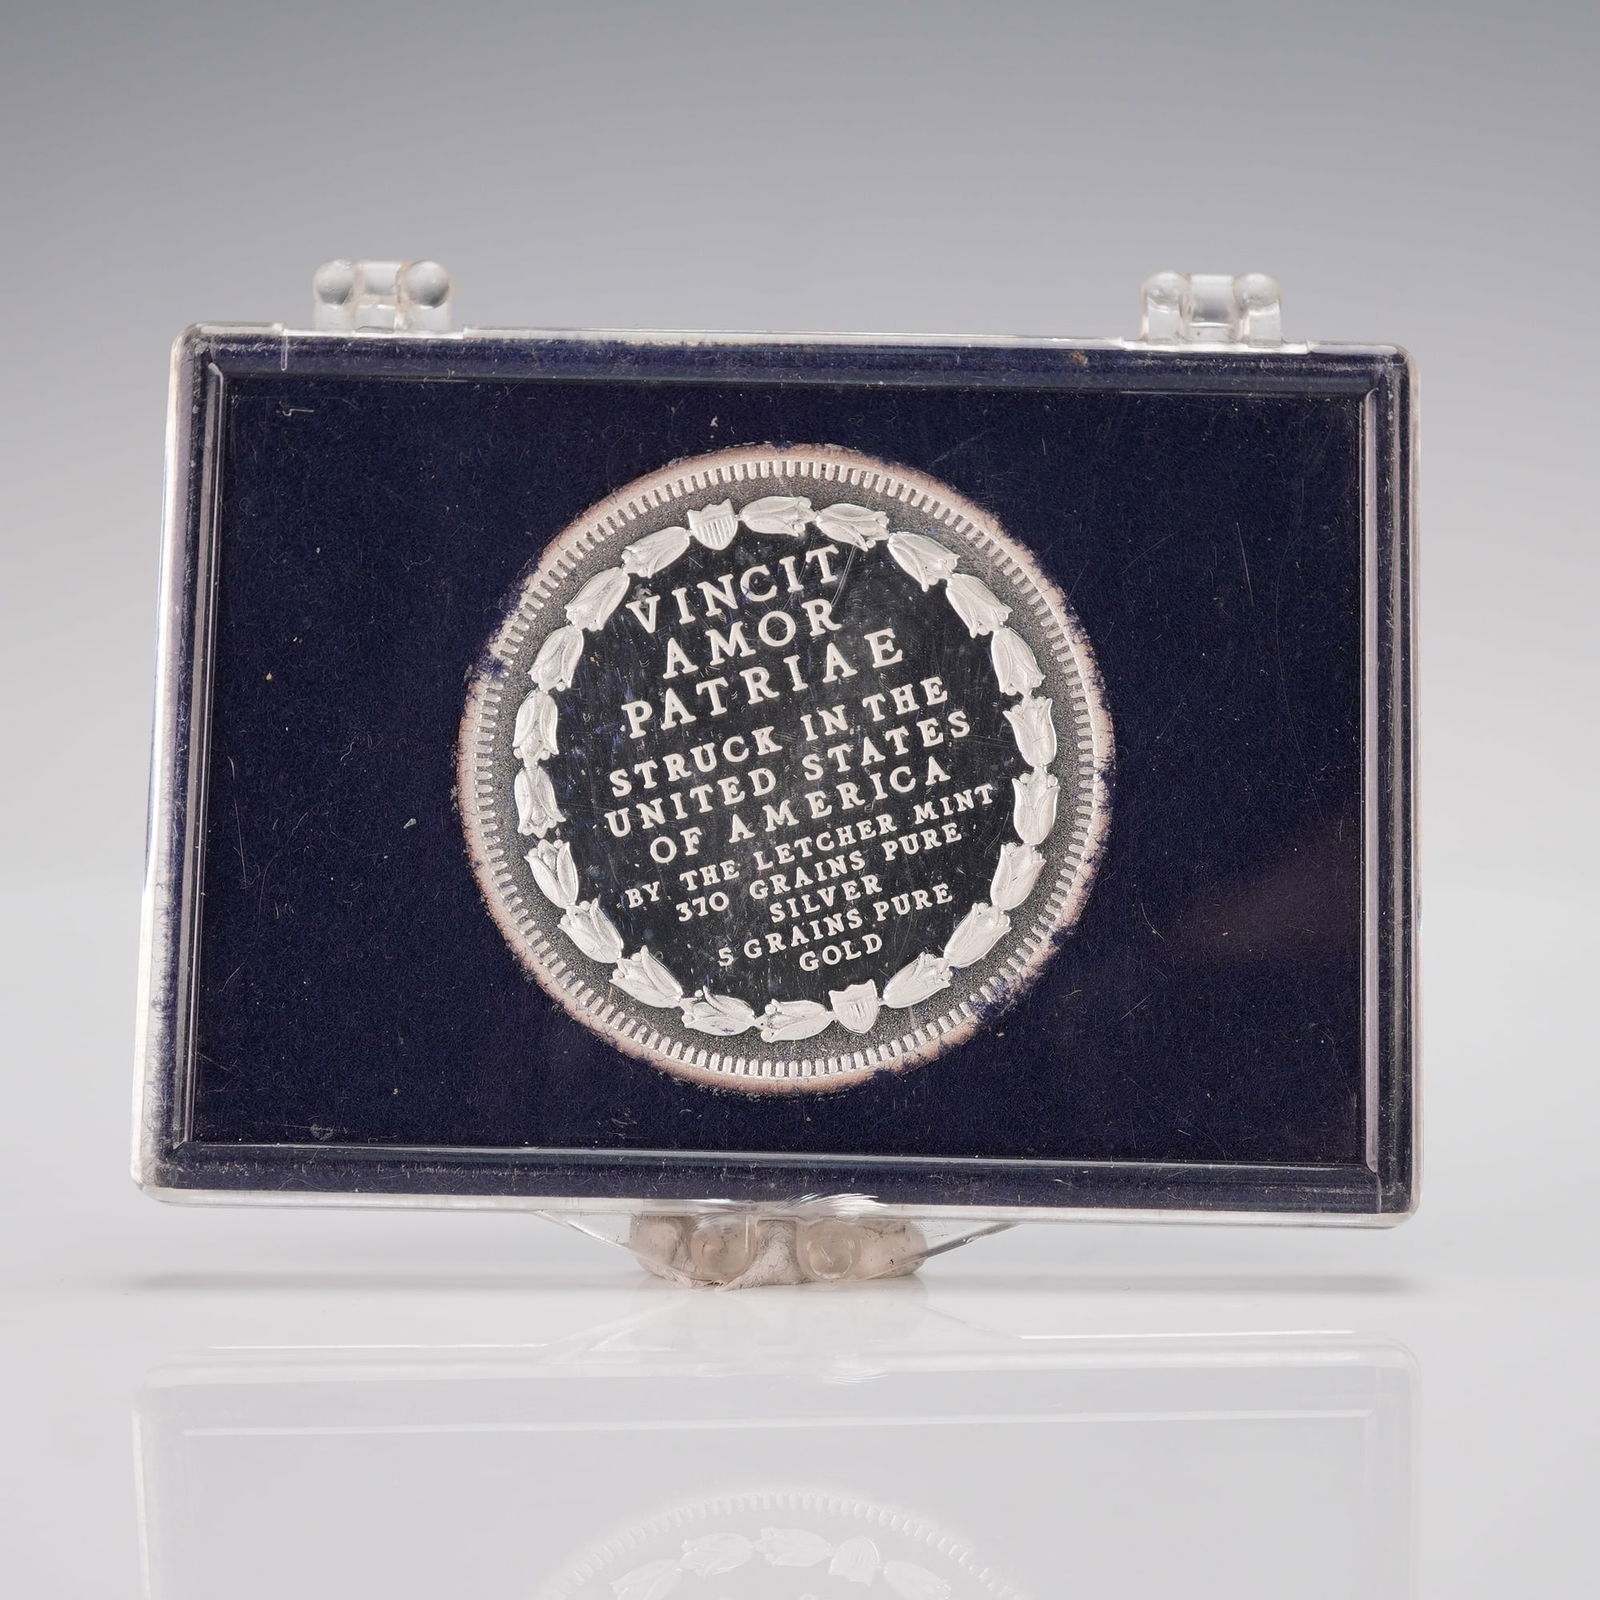 VINCIT
AMOR
PATRIAE
STRUCK IN THE
UNITED STATES
OF AMERICA
BY THE LETCHER MINT
370 GRAINS PURE
SILVER
5 GRAINS PURE
GOLD